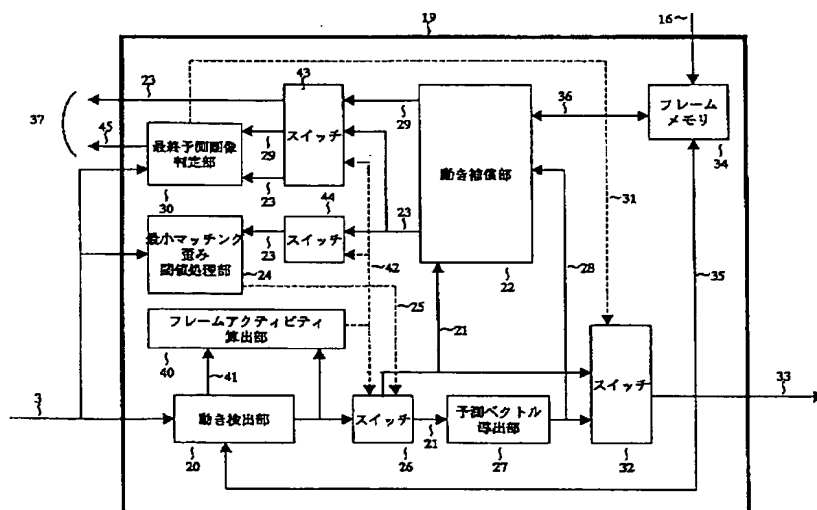 19
16
43
23
37
45
スイッチ
29
29
36
フレーム
メモリ
34
最終予測画像
判定部
30
23
44
動き補償部
31
最小マッチング
歪み
閾値処理部
24
23
スイッチ
23
42
22
28
35
25
フレームアクティビティ
算出部
40
41
21
スイッチ
33
3
動き検出部
20
スイッチ
26
21
予測ベクトル
導出部
27
32